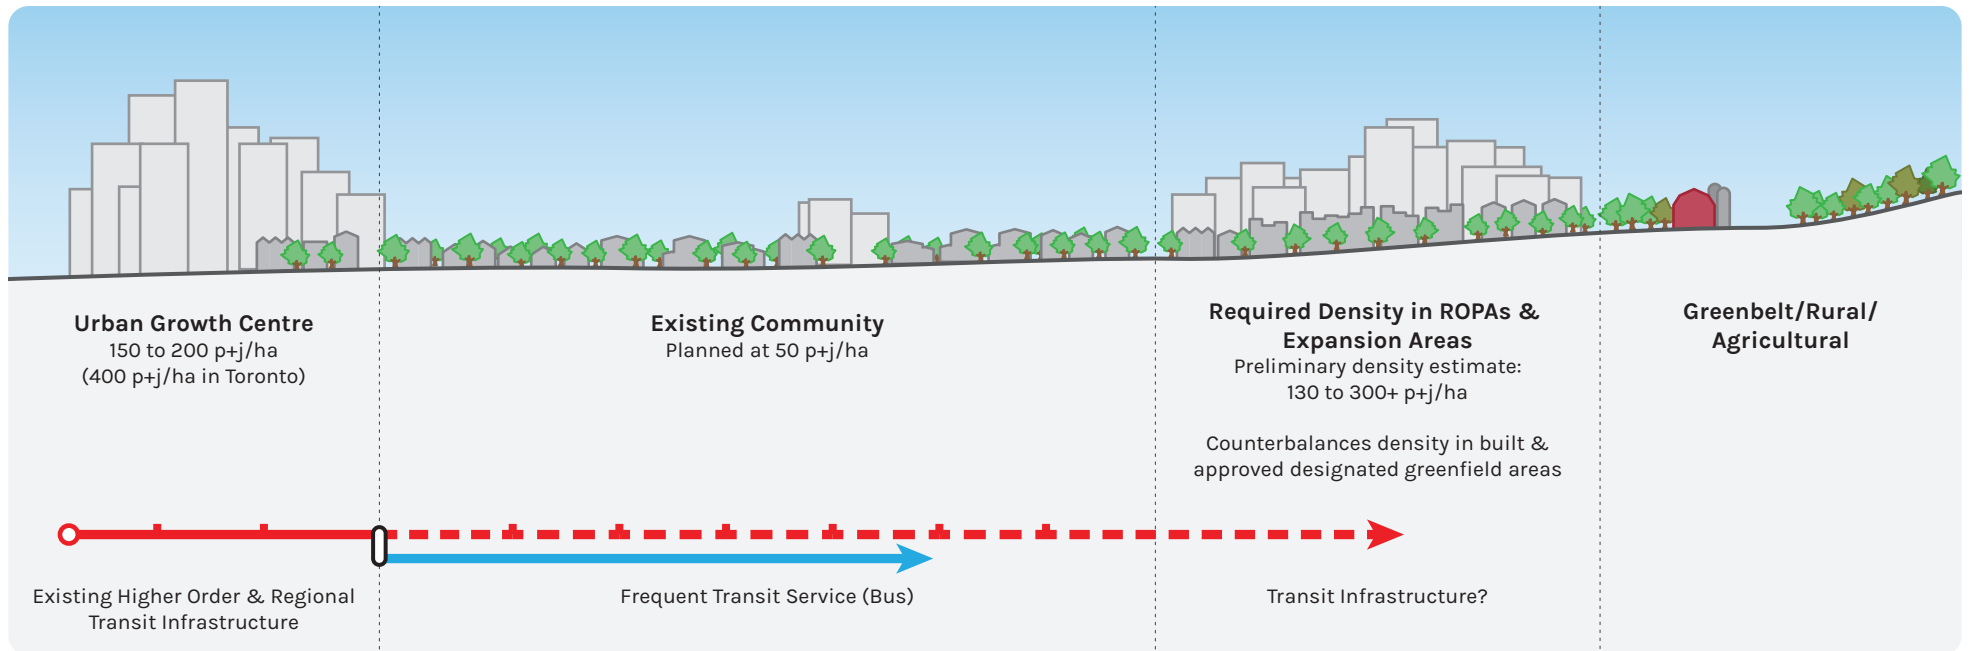 Urban Growth Centre
150 to 200 p+j/ha
(400 p+j/ha in Toronto)
Existing Community
Planned at 50 p+j/ha
Required Density in ROPAs &
Expansion Areas
Preliminary density estimate:
130 to 300+ p+j/ha
Counterbalances density in built &
approved designated greenfield areas
Greenbelt/Rural/
Agricultural
Existing Higher Order & Regional
Transit Infrastructure
Frequent Transit Service (Bus)
Transit Infrastructure?